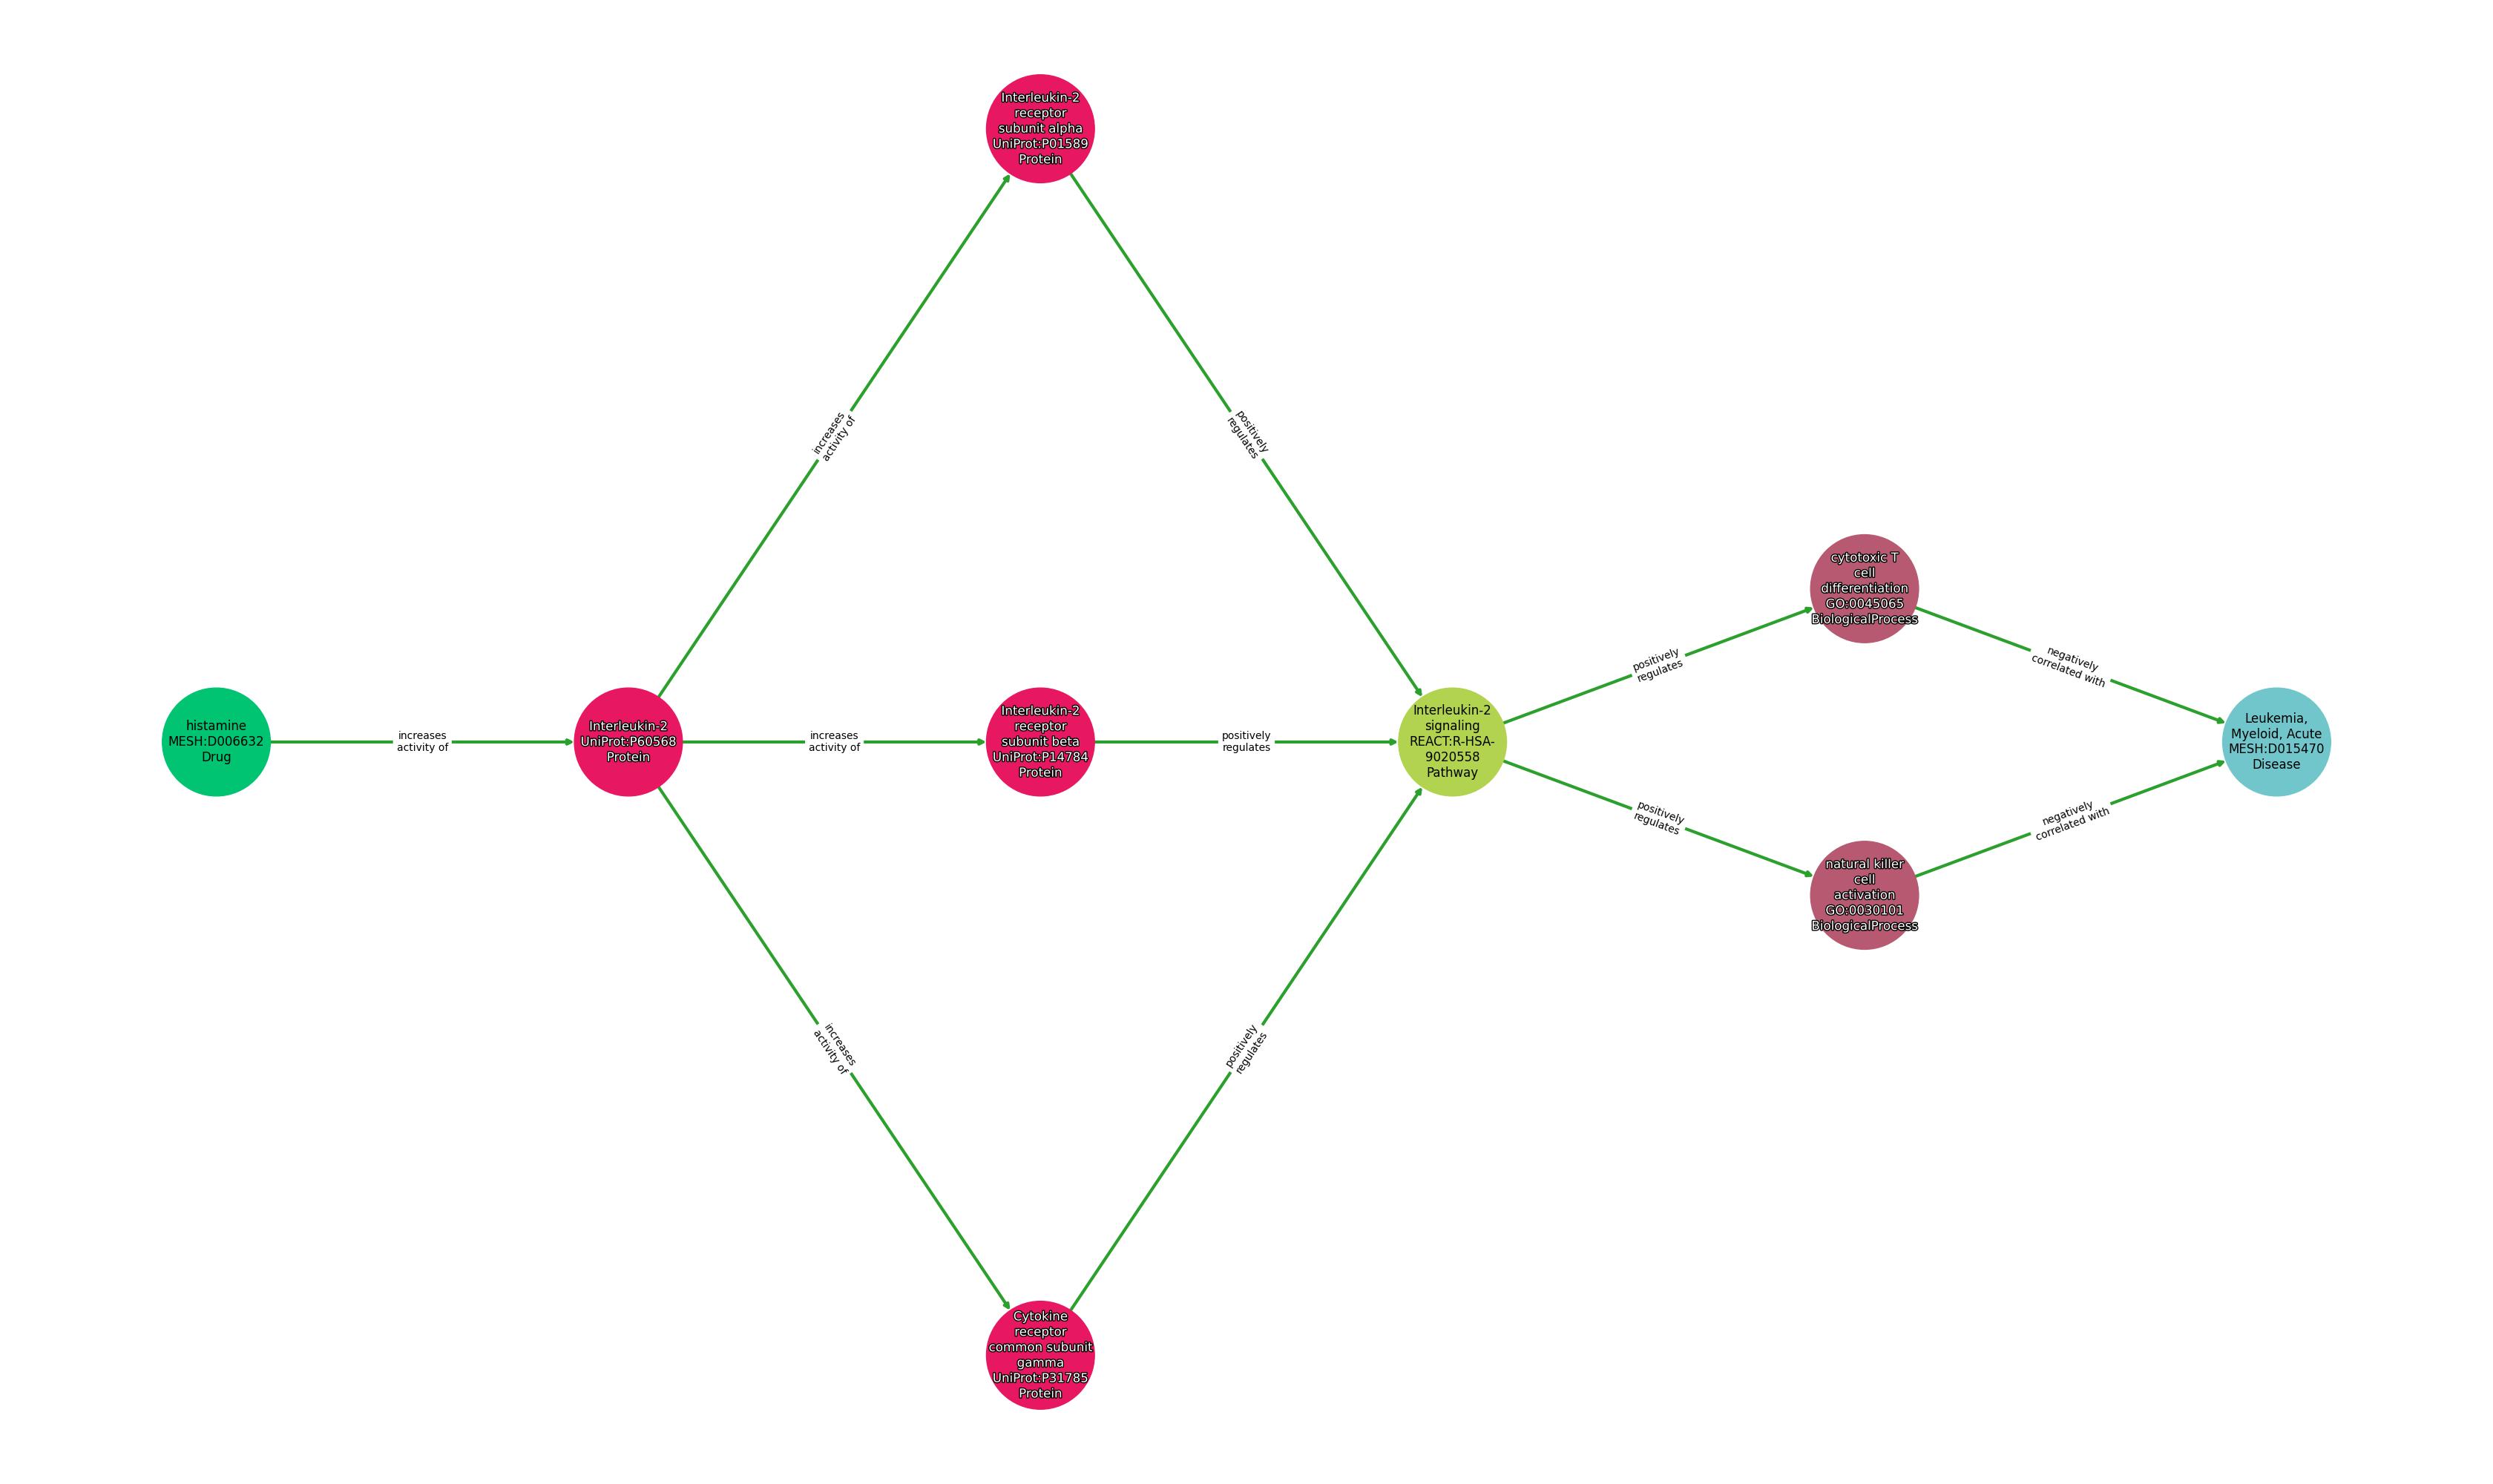 Interleukin-2
receptor
subunit alpha
UniProt:P01589
Protein
increases
activity of
positively
regulates
cytotoxic T
cell
differentiation
GO:0045065
BiologicalProcess
positively
regulates
negatively
correlated with
histamine
MESH:D006632
Drug
increases
activity of
Interleukin-2
UniProt:P60568
Protein
increases
activity of
Interleukin-2
receptor
subunit beta
UniProt:P14784
Protein
positively
regulates
Interleukin-2
signaling
REACT:R-HSA-
9020558
Pathway
Leukemia,
Myeloid, Acute
MESH:D015470
Disease
positively
regulates
negatively
correlated with
natural killer
cell
activation
GO:0030101
BiologicalProcess
increases
activity of
positively
regulates
Cytokine
receptor
common subunit
gamma
UniProt:P31785
Protein